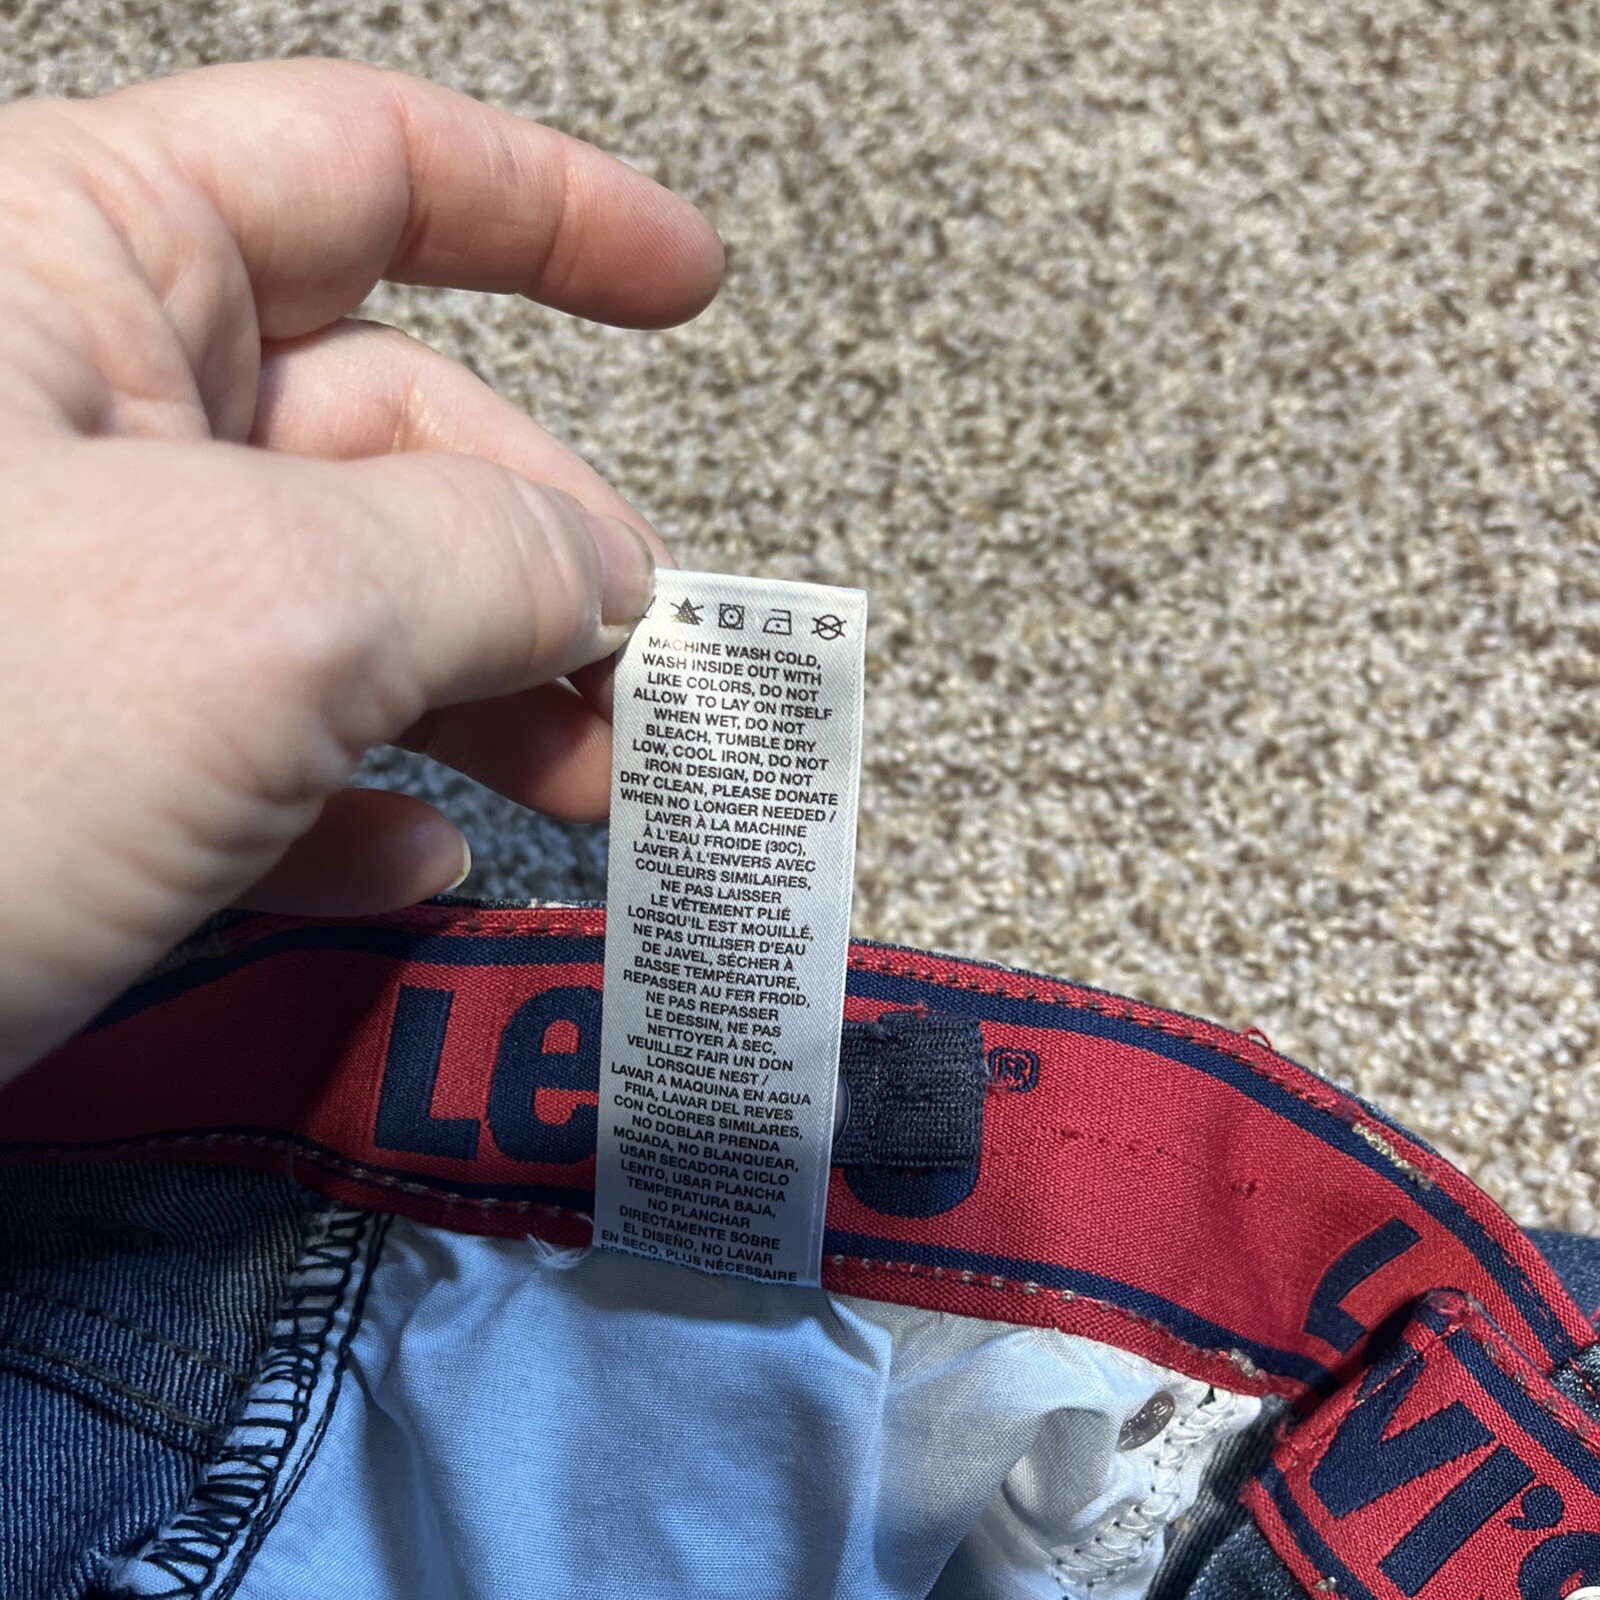 MACHINE WASH COLD,
WASH INSIDE OUT WITH
LIKE COLORS, DO NOT
ALLOW TO LAY ON ITSELF
WHEN WET, DO NOT
BLEACH, TUMBLE DRY
LOW, COOL IRON, DO NOT
IRON DESIGN, DO NOT
DRY CLEAN, PLEASE DONATE
WHEN NO LONGER NEEDED /
LAVER À LA MACHINE
À L'EAU FROIDE (30C),
LAVER À L'ENVERS AVEC
COULEURS SIMILAIRES,
NE PAS LAISSER
LE VÊTEMENT PLIÉ
LORSQU'IL EST MOUILLÉ,
NE PAS UTILISER D'EAU
DE JAVEL, SÉCHER À
BASSE TEMPÉRATURE,
REPASSER AU FER FROID,
NE PAS REPASSER
LE DESSIN, NE PAS
NETTOYER À SEC,
VEUILLEZ FAIR UN DON
LORSQUE NEST /
LAVAR A MAQUINA EN AGUA
FRIA, LAVAR DEL REVES
CON COLORES SIMILARES,
NO DOBLAR PRENDA
MOJADA, NO BLANQUEAR,
USAR SECADORA CICLO
LENTO, USAR PLANCHA
TEMPERATURA BAJA,
NO PLANCHAR
DIRECTAMENTE SOBRE
EL DISEÑO, NO LAVAR
EN SECO, PLUS NÉCESSAIRE
Le ®
L
Vi's